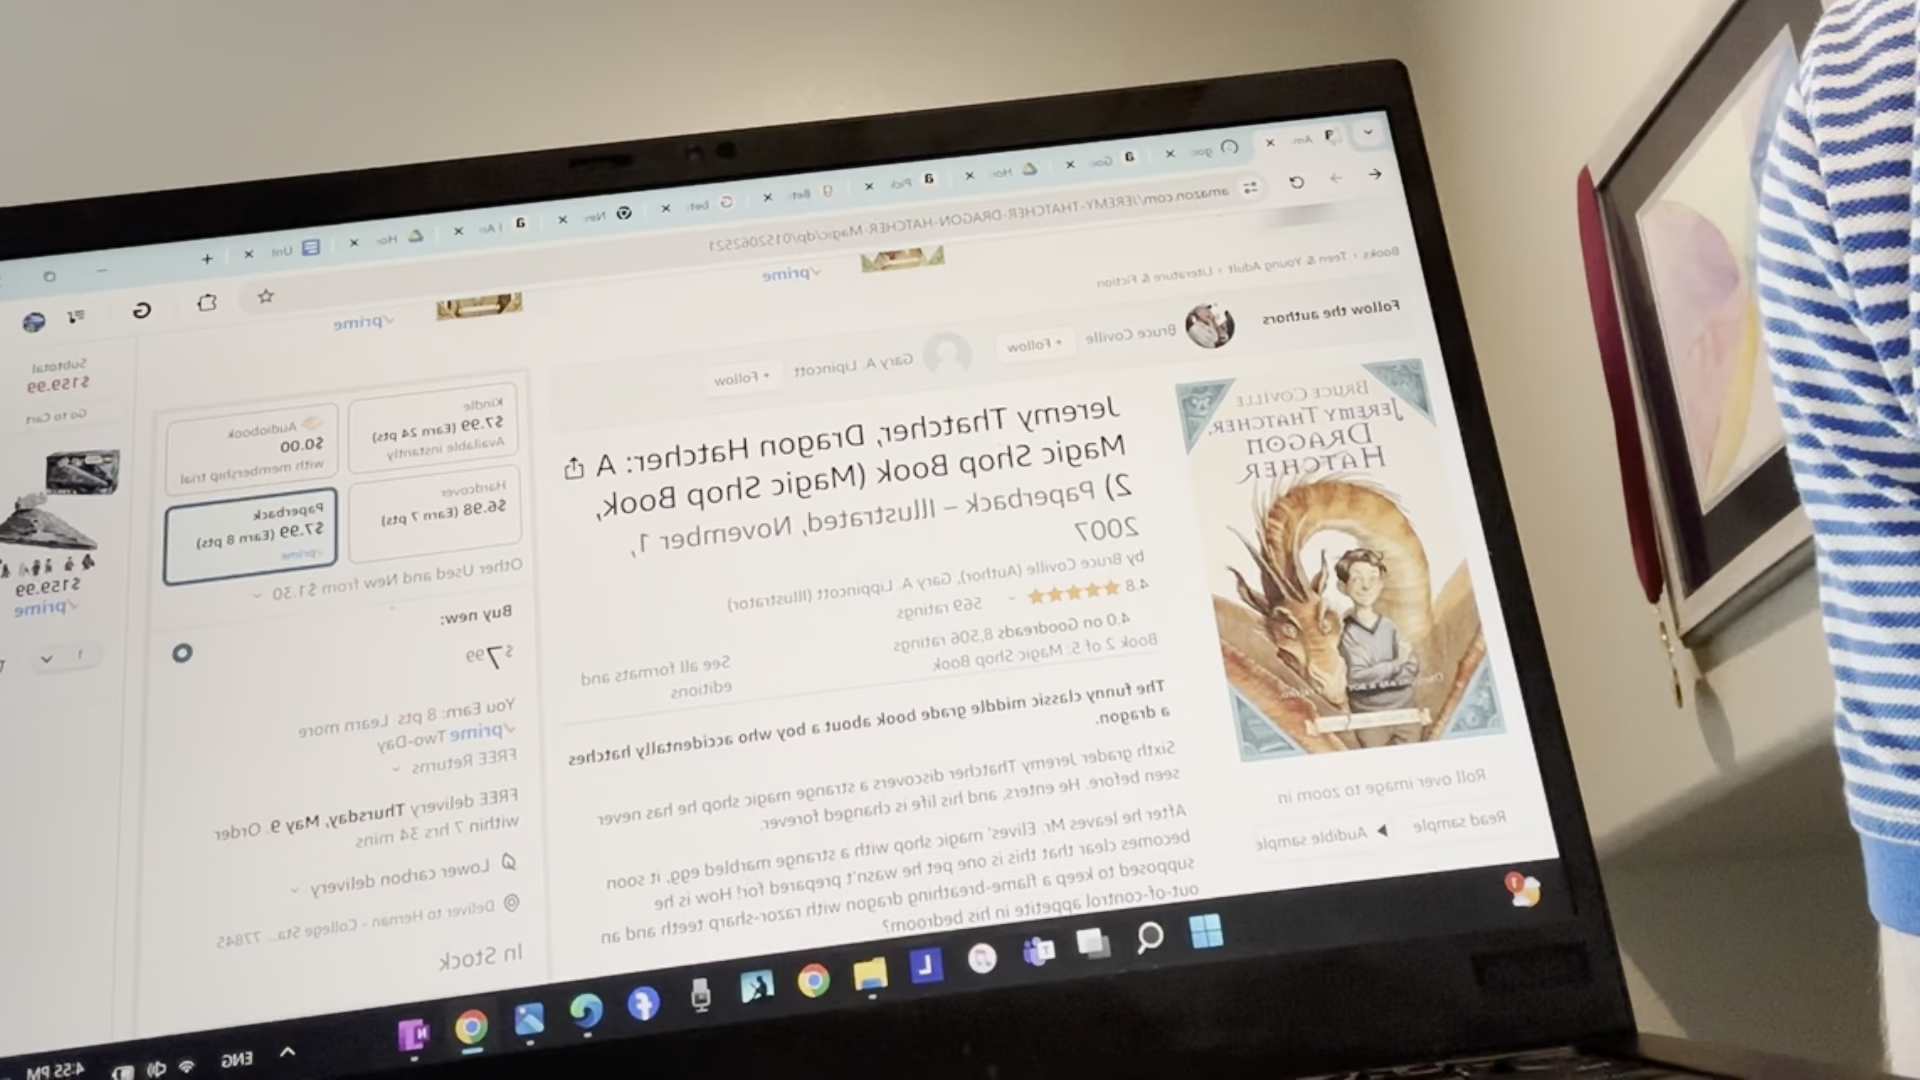 amazon.com/JEREMY-THATCHER-DRAGON-HATCHER-Magic/dp/0152062521
Books › Teen & Young Adult › Literature & Fiction
prime
prime
Follow the authors
Bruce Coville
+ Follow
Gary A. Lipincott
+ Follow
BRUCE COVILLE
JEREMY THATCHER,
DRAGON
HATCHER
Roll over image to zoom in
Read sample
Audible sample
Jeremy Thatcher, Dragon Hatcher: A
Magic Shop Book (Magic Shop Book,
2) Paperback – Illustrated, November 1,
2007
by Bruce Coville (Author), Gary A. Lippincott (Illustrator)
4.8
569 ratings
4.0 on Goodreads 8,506 ratings
Book 2 of 5: Magic Shop Book
See all formats and
editions
The funny classic middle grade book about a boy who accidentally hatches
a dragon.
Sixth grader Jeremy Thatcher discovers a strange magic shop he has never
seen before. He enters, and his life is changed forever.
After he leaves Mr. Elives' magic shop with a strange marbled egg, it soon
becomes clear that this is one pet he wasn't prepared for! How is he
supposed to keep a flame-breathing dragon with razor-sharp teeth and an
out-of-control appetite in his bedroom?
Kindle
$7.99 (Earn 24 pts)
Available instantly
Audiobook
$0.00
with membership trial
Hardcover
$6.98 (Earn 7 pts)
Paperback
$7.99 (Earn 8 pts)
prime
Other Used and New from $1.30
Buy new:
$7 99
You Earn: 8 pts Learn more
prime Two-Day
FREE Returns
FREE delivery Thursday, May 9. Order
within 7 hrs 34 mins
Lower carbon delivery
Deliver to Hernan - College Sta... 77845
In Stock
Subtotal
$159.99
Go to Cart
$159.99
prime
1
ENG
4:55 PM